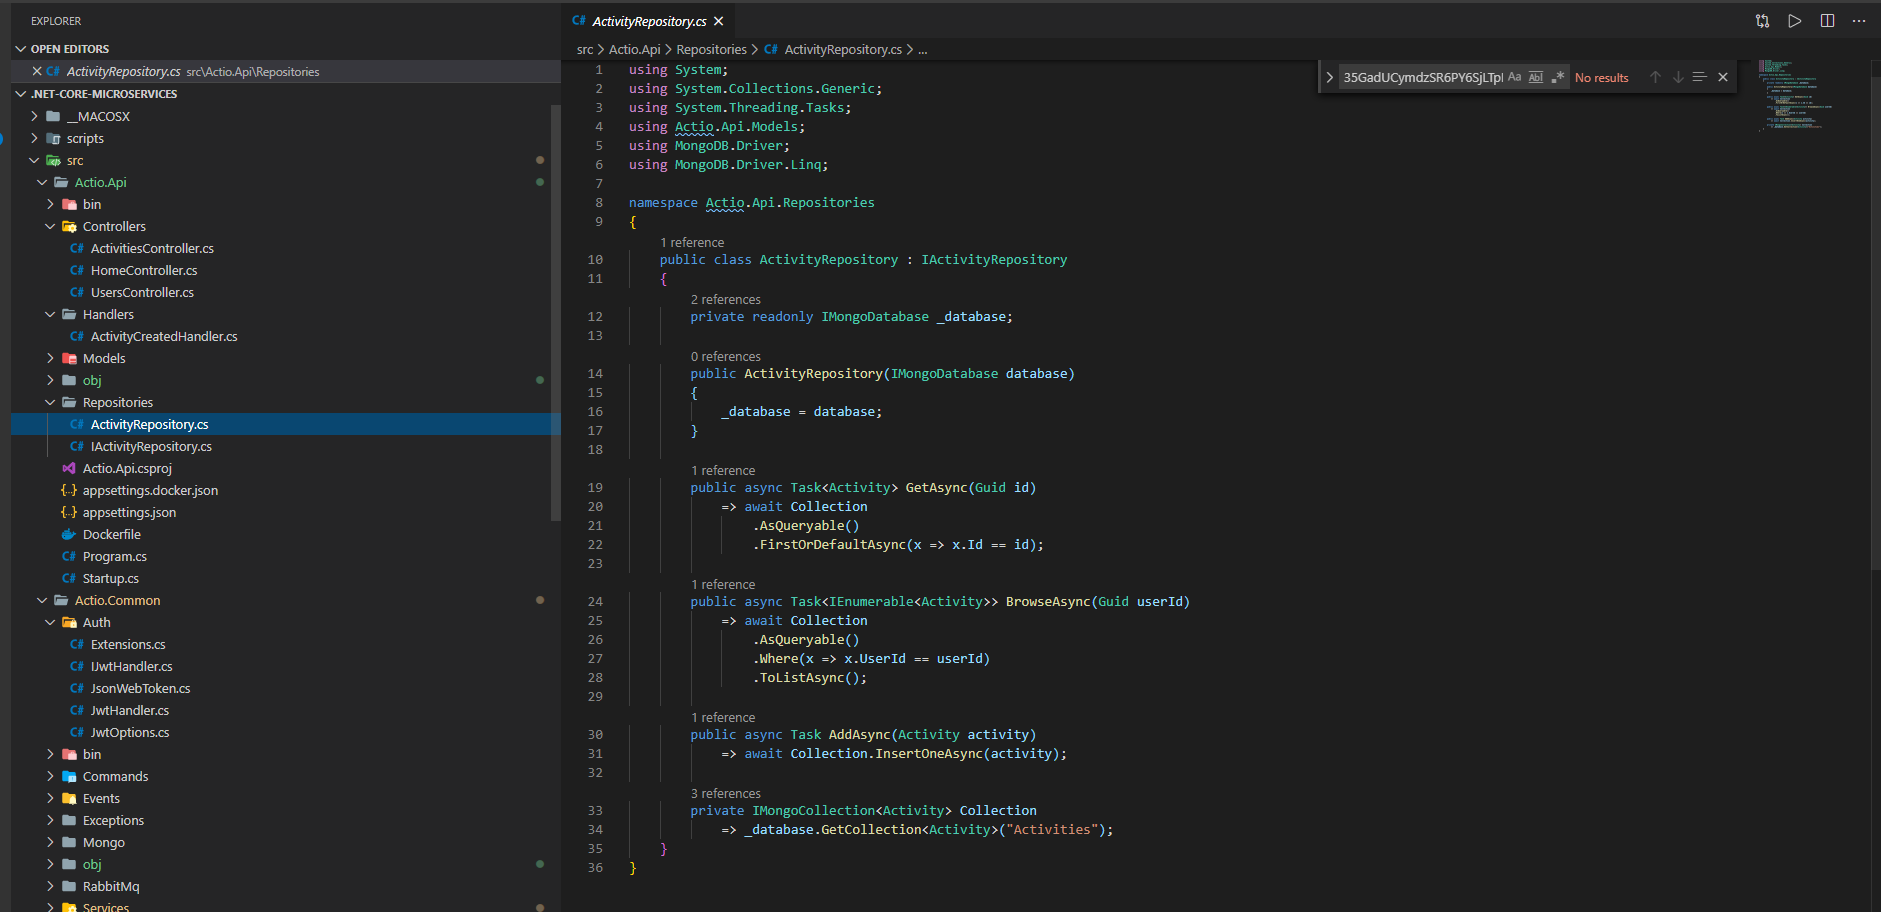 EXPLORER
OPEN EDITORS
ActivityRepository.cs src\Actio.Api\Repositories
.NET-CORE-MICROSERVICES
__MACOSX
scripts
src
Actio.Api
bin
Controllers
C# ActivitiesController.cs
C# HomeController.cs
C# UsersController.cs
Handlers
C# ActivityCreatedHandler.cs
Models
obj
Repositories
C# ActivityRepository.cs
C# IActivityRepository.cs
Actio.Api.csproj
{..} appsettings.docker.json
{..} appsettings.json
Dockerfile
C# Program.cs
C# Startup.cs
Actio.Common
Auth
C# Extensions.cs
C# IJwtHandler.cs
C# JsonWebToken.cs
C# JwtHandler.cs
C# JwtOptions.cs
bin
Commands
Events
Exceptions
Mongo
obj
RabbitMq
Services
C# ActivityRepository.cs
src > Actio.Api > Repositories > C# ActivityRepository.cs > ...
35GadUCymdzSR6PY6SjLTpl Aa Abl .* No results
1 using System;
2 using System.Collections.Generic;
3 using System.Threading.Tasks;
4 using Actio.Api.Models;
5 using MongoDB.Driver;
6 using MongoDB.Driver.Linq;
7
8 namespace Actio.Api.Repositories
9 {
1 reference
10 public class ActivityRepository : IActivityRepository
11 {
2 references
12 private readonly IMongoDatabase _database;
13
0 references
14 public ActivityRepository(IMongoDatabase database)
15 {
16 _database = database;
17 }
18
1 reference
19 public async Task<Activity> GetAsync(Guid id)
20 => await Collection
21 .AsQueryable()
22 .FirstOrDefaultAsync(x => x.Id == id);
23
1 reference
24 public async Task<IEnumerable<Activity>> BrowseAsync(Guid userId)
25 => await Collection
26 .AsQueryable()
27 .Where(x => x.UserId == userId)
28 .ToListAsync();
29
1 reference
30 public async Task AddAsync(Activity activity)
31 => await Collection.InsertOneAsync(activity);
32
3 references
33 private IMongoCollection<Activity> Collection
34 => _database.GetCollection<Activity>("Activities");
35 }
36 }